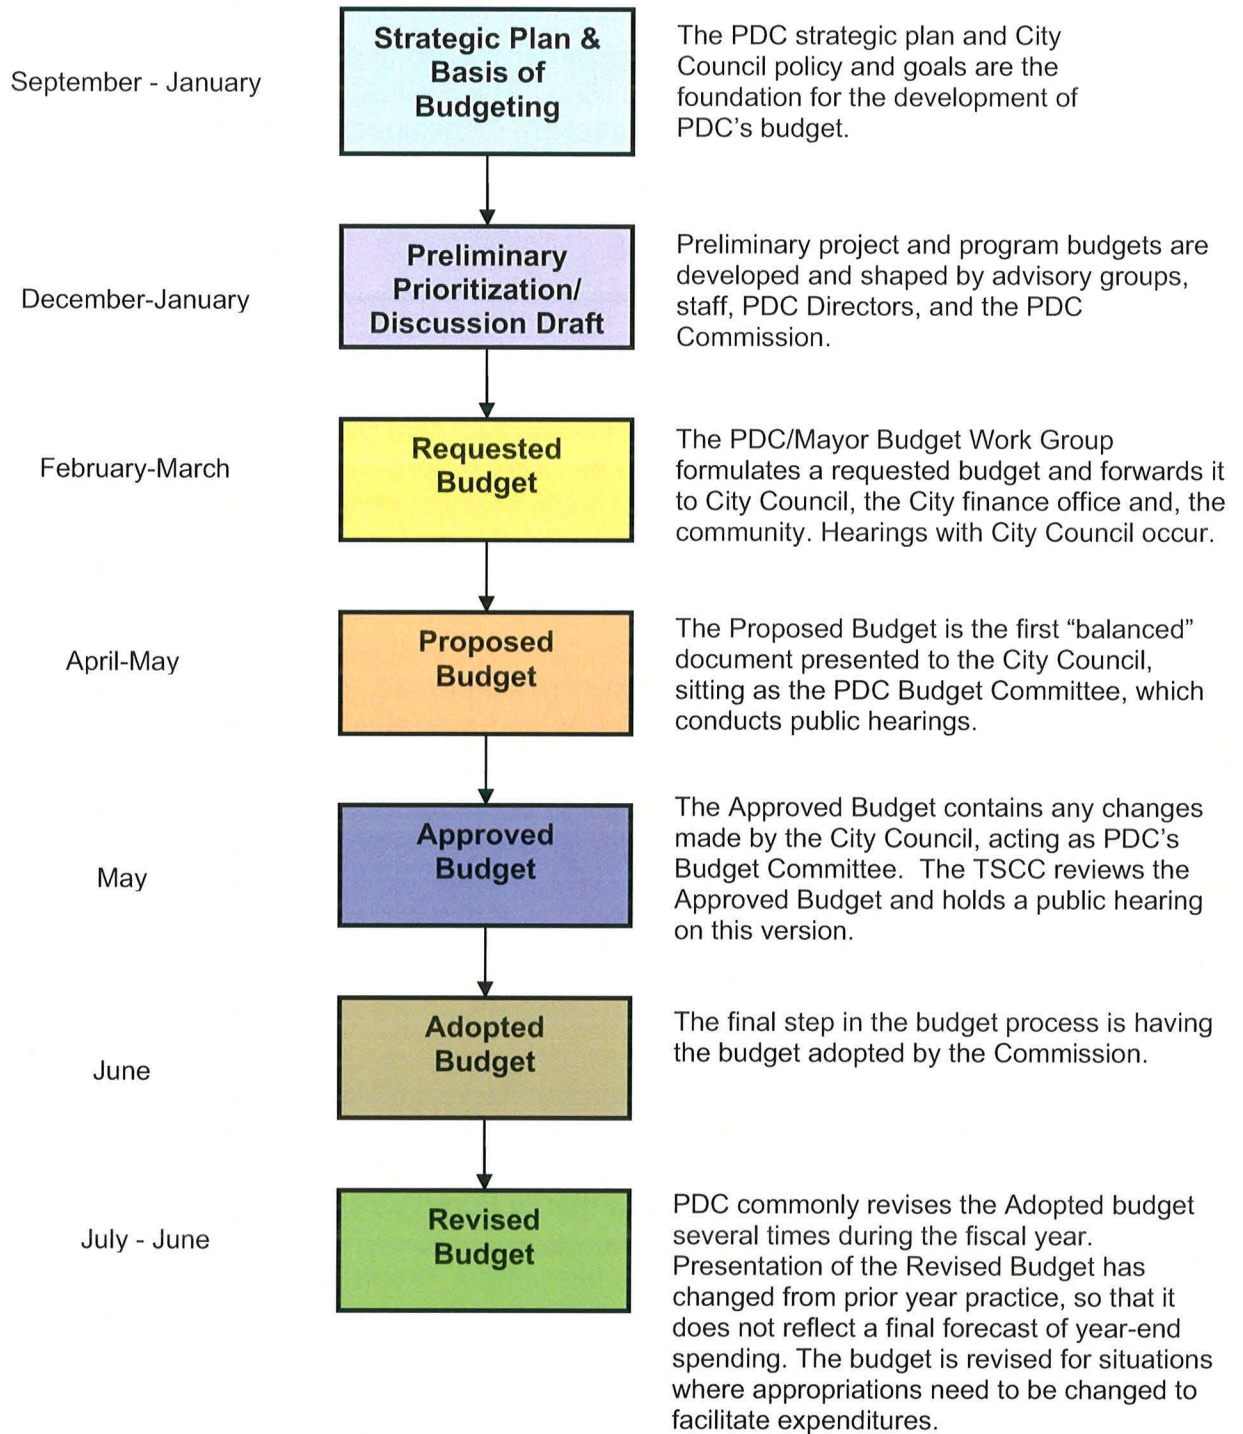 September - January
Strategic Plan &
Basis of
Budgeting
The PDC strategic plan and City
Council policy and goals are the
foundation for the development of
PDC's budget.
December-January
Preliminary
Prioritization/
Discussion Draft
Preliminary project and program budgets are
developed and shaped by advisory groups,
staff, PDC Directors, and the PDC
Commission.
February-March
Requested
Budget
The PDC/Mayor Budget Work Group
formulates a requested budget and forwards it
to City Council, the City finance office and, the
community. Hearings with City Council occur.
April-May
Proposed
Budget
The Proposed Budget is the first “balanced”
document presented to the City Council,
sitting as the PDC Budget Committee, which
conducts public hearings.
May
Approved
Budget
The Approved Budget contains any changes
made by the City Council, acting as PDC's
Budget Committee.  The TSCC reviews the
Approved Budget and holds a public hearing
on this version.
June
Adopted
Budget
The final step in the budget process is having
the budget adopted by the Commission.
July - June
Revised
Budget
PDC commonly revises the Adopted budget
several times during the fiscal year.
Presentation of the Revised Budget has
changed from prior year practice, so that it
does not reflect a final forecast of year-end
spending. The budget is revised for situations
where appropriations need to be changed to
facilitate expenditures.